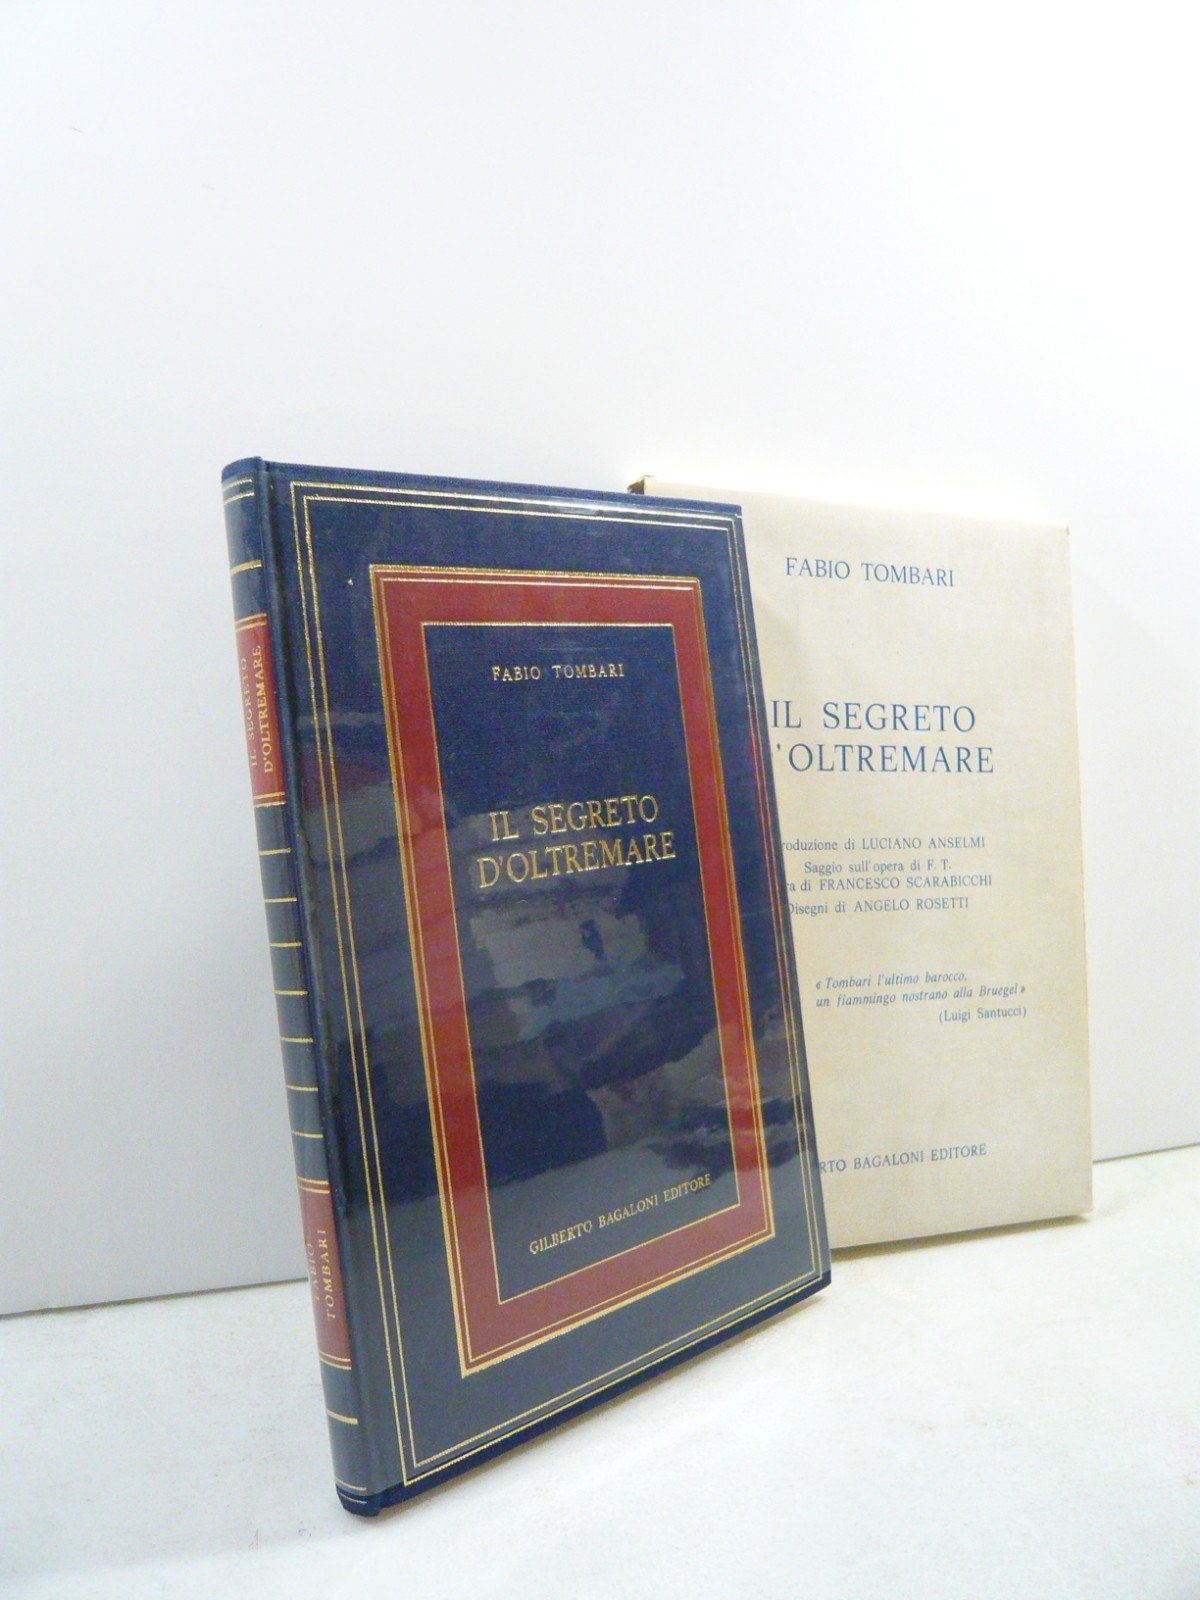 IL SEGRETO
D'OLTREMARE
FABIO
TOMBARI
FABIO TOMBARI
IL SEGRETO
D'OLTREMARE
GILBERTO BAGALONI EDITORE
FABIO TOMBARI
IL SEGRETO
'OLTREMARE
roduzione di LUCIANO ANSELMI
Saggio sull'opera di F. T.
ra di FRANCESCO SCARABICCHI
Disegni di ANGELO ROSETTI
« Tombari l'ultimo barocco,
un fiammingo nostrano alla Bruegel »
(Luigi Santucci)
RTO BAGALONI EDITORE